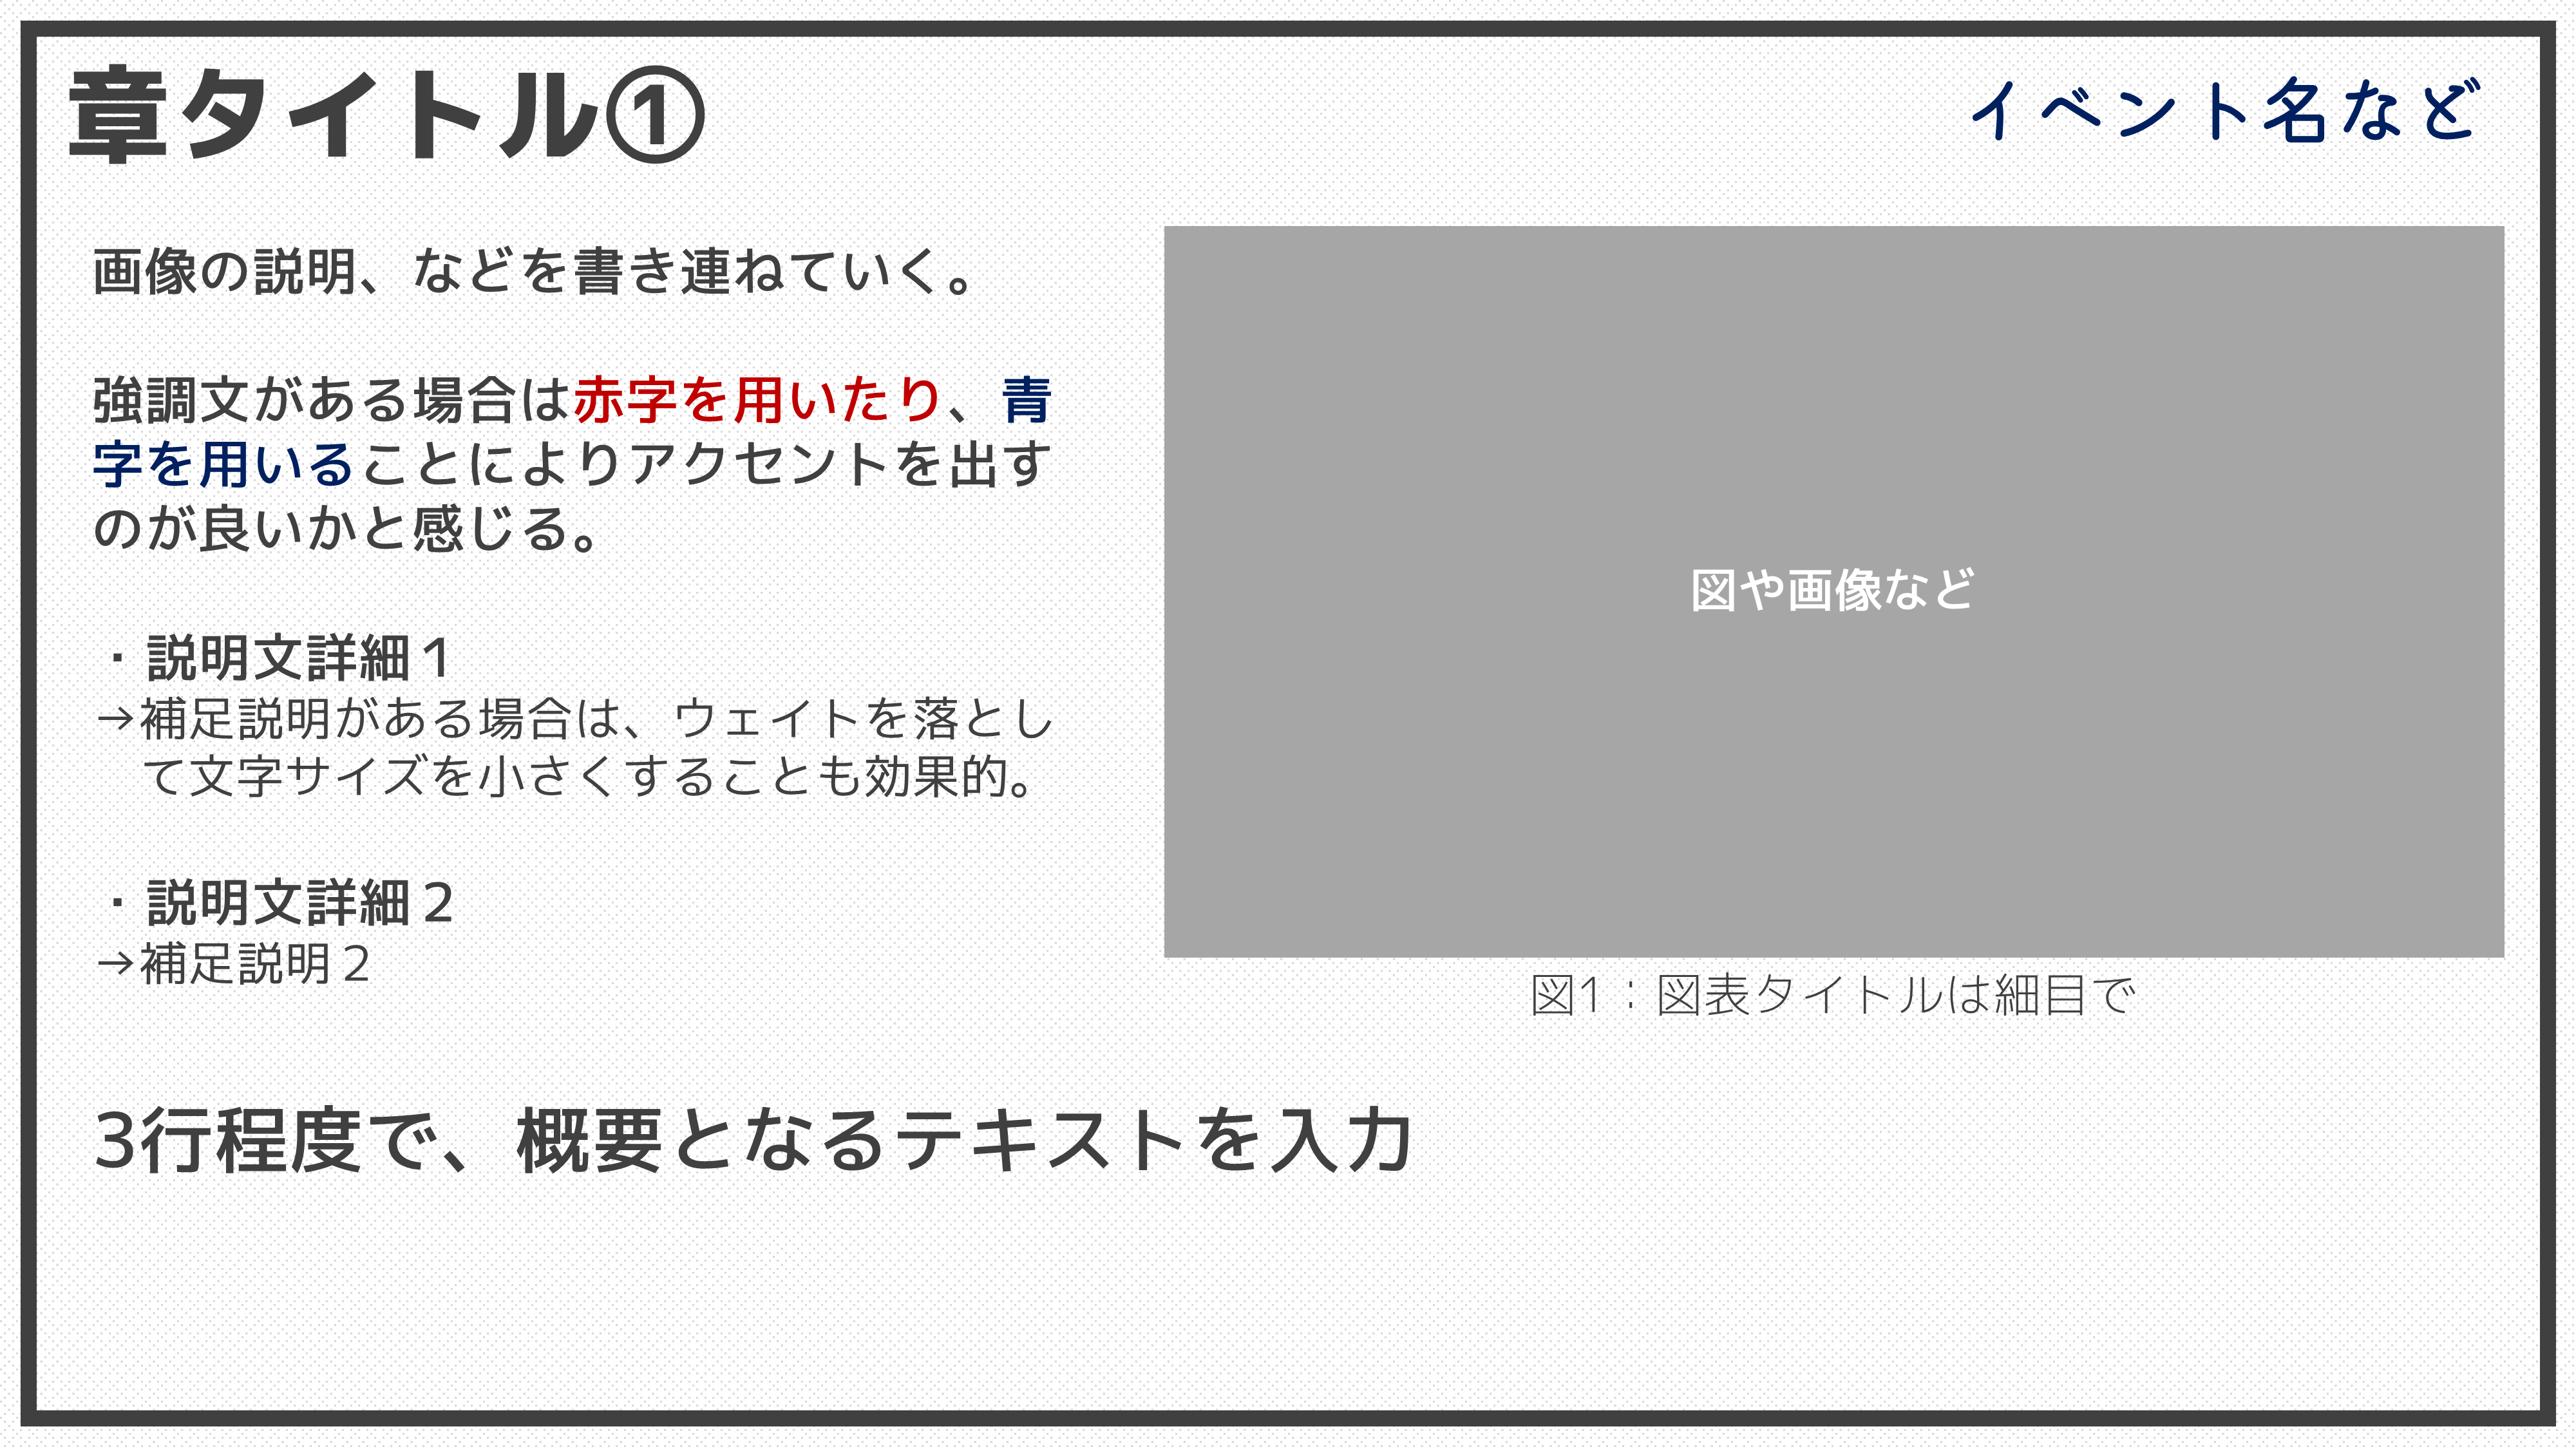 章タイトル①
イベント名など
画像の説明、などを書き連ねていく。
強調文がある場合は赤字を用いたり、青
字を用いることによりアクセントを出す
のが良いかと感じる。
・説明文詳細１
→補足説明がある場合は、ウェイトを落とし
て文字サイズを小さくすることも効果的。
・説明文詳細２
→補足説明２
図や画像など
図1：図表タイトルは細目で
3行程度で、概要となるテキストを入力